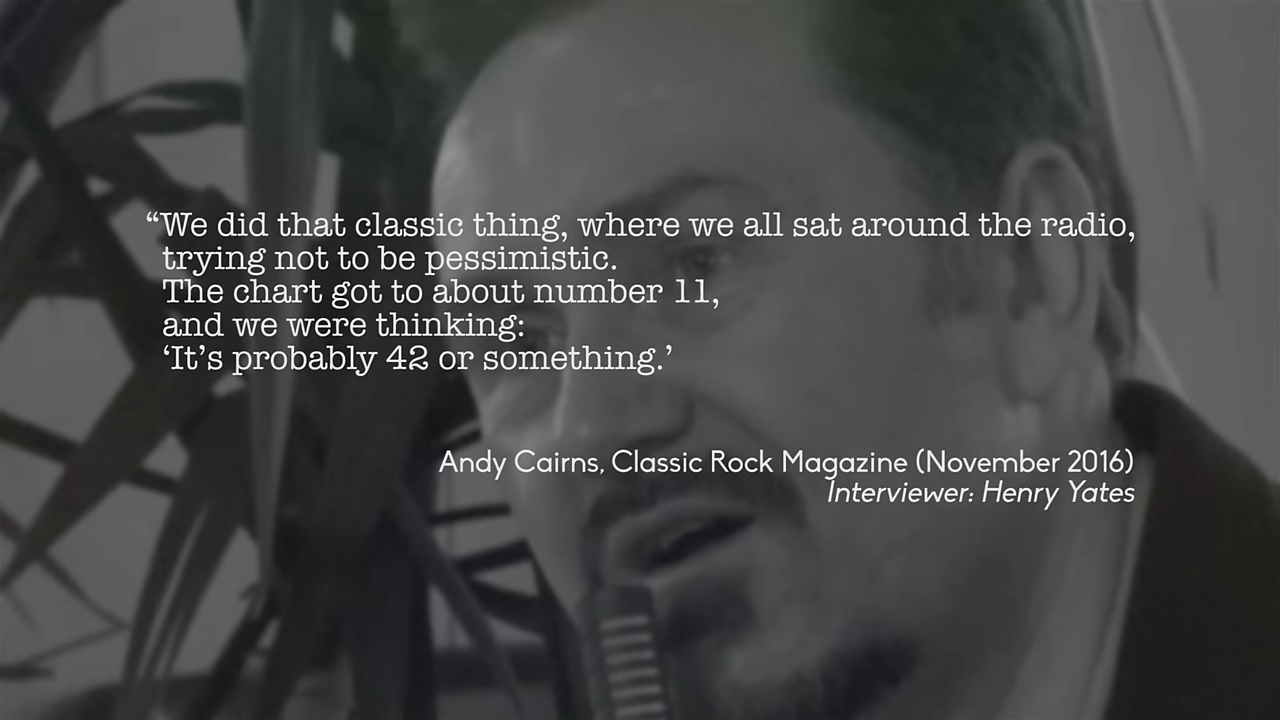 “We did that classic thing, where we all sat around the radio,
trying not to be pessimistic.
The chart got to about number 11,
and we were thinking:
‘It’s probably 42 or something.’
Andy Cairns, Classic Rock Magazine (November 2016)
Interviewer: Henry Yates